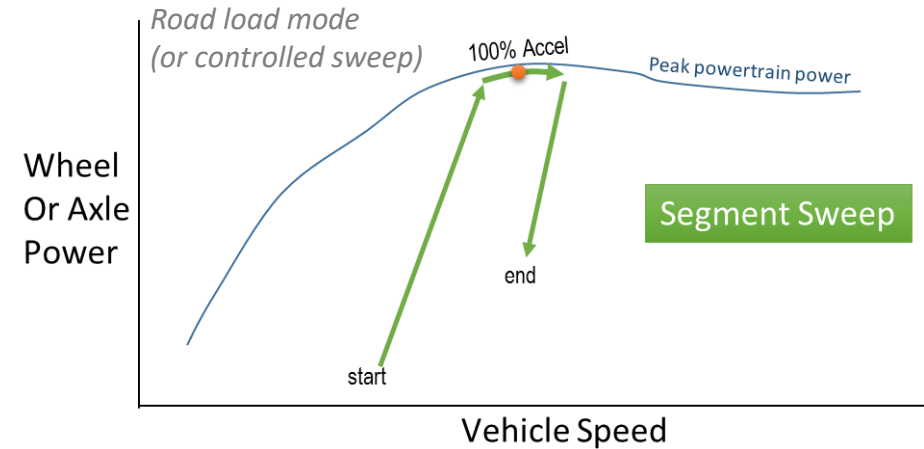 Road load mode
(or controlled sweep)
100% Accel
Peak powertrain power
Wheel
Or Axle
Power
Segment Sweep
end
start
Vehicle Speed